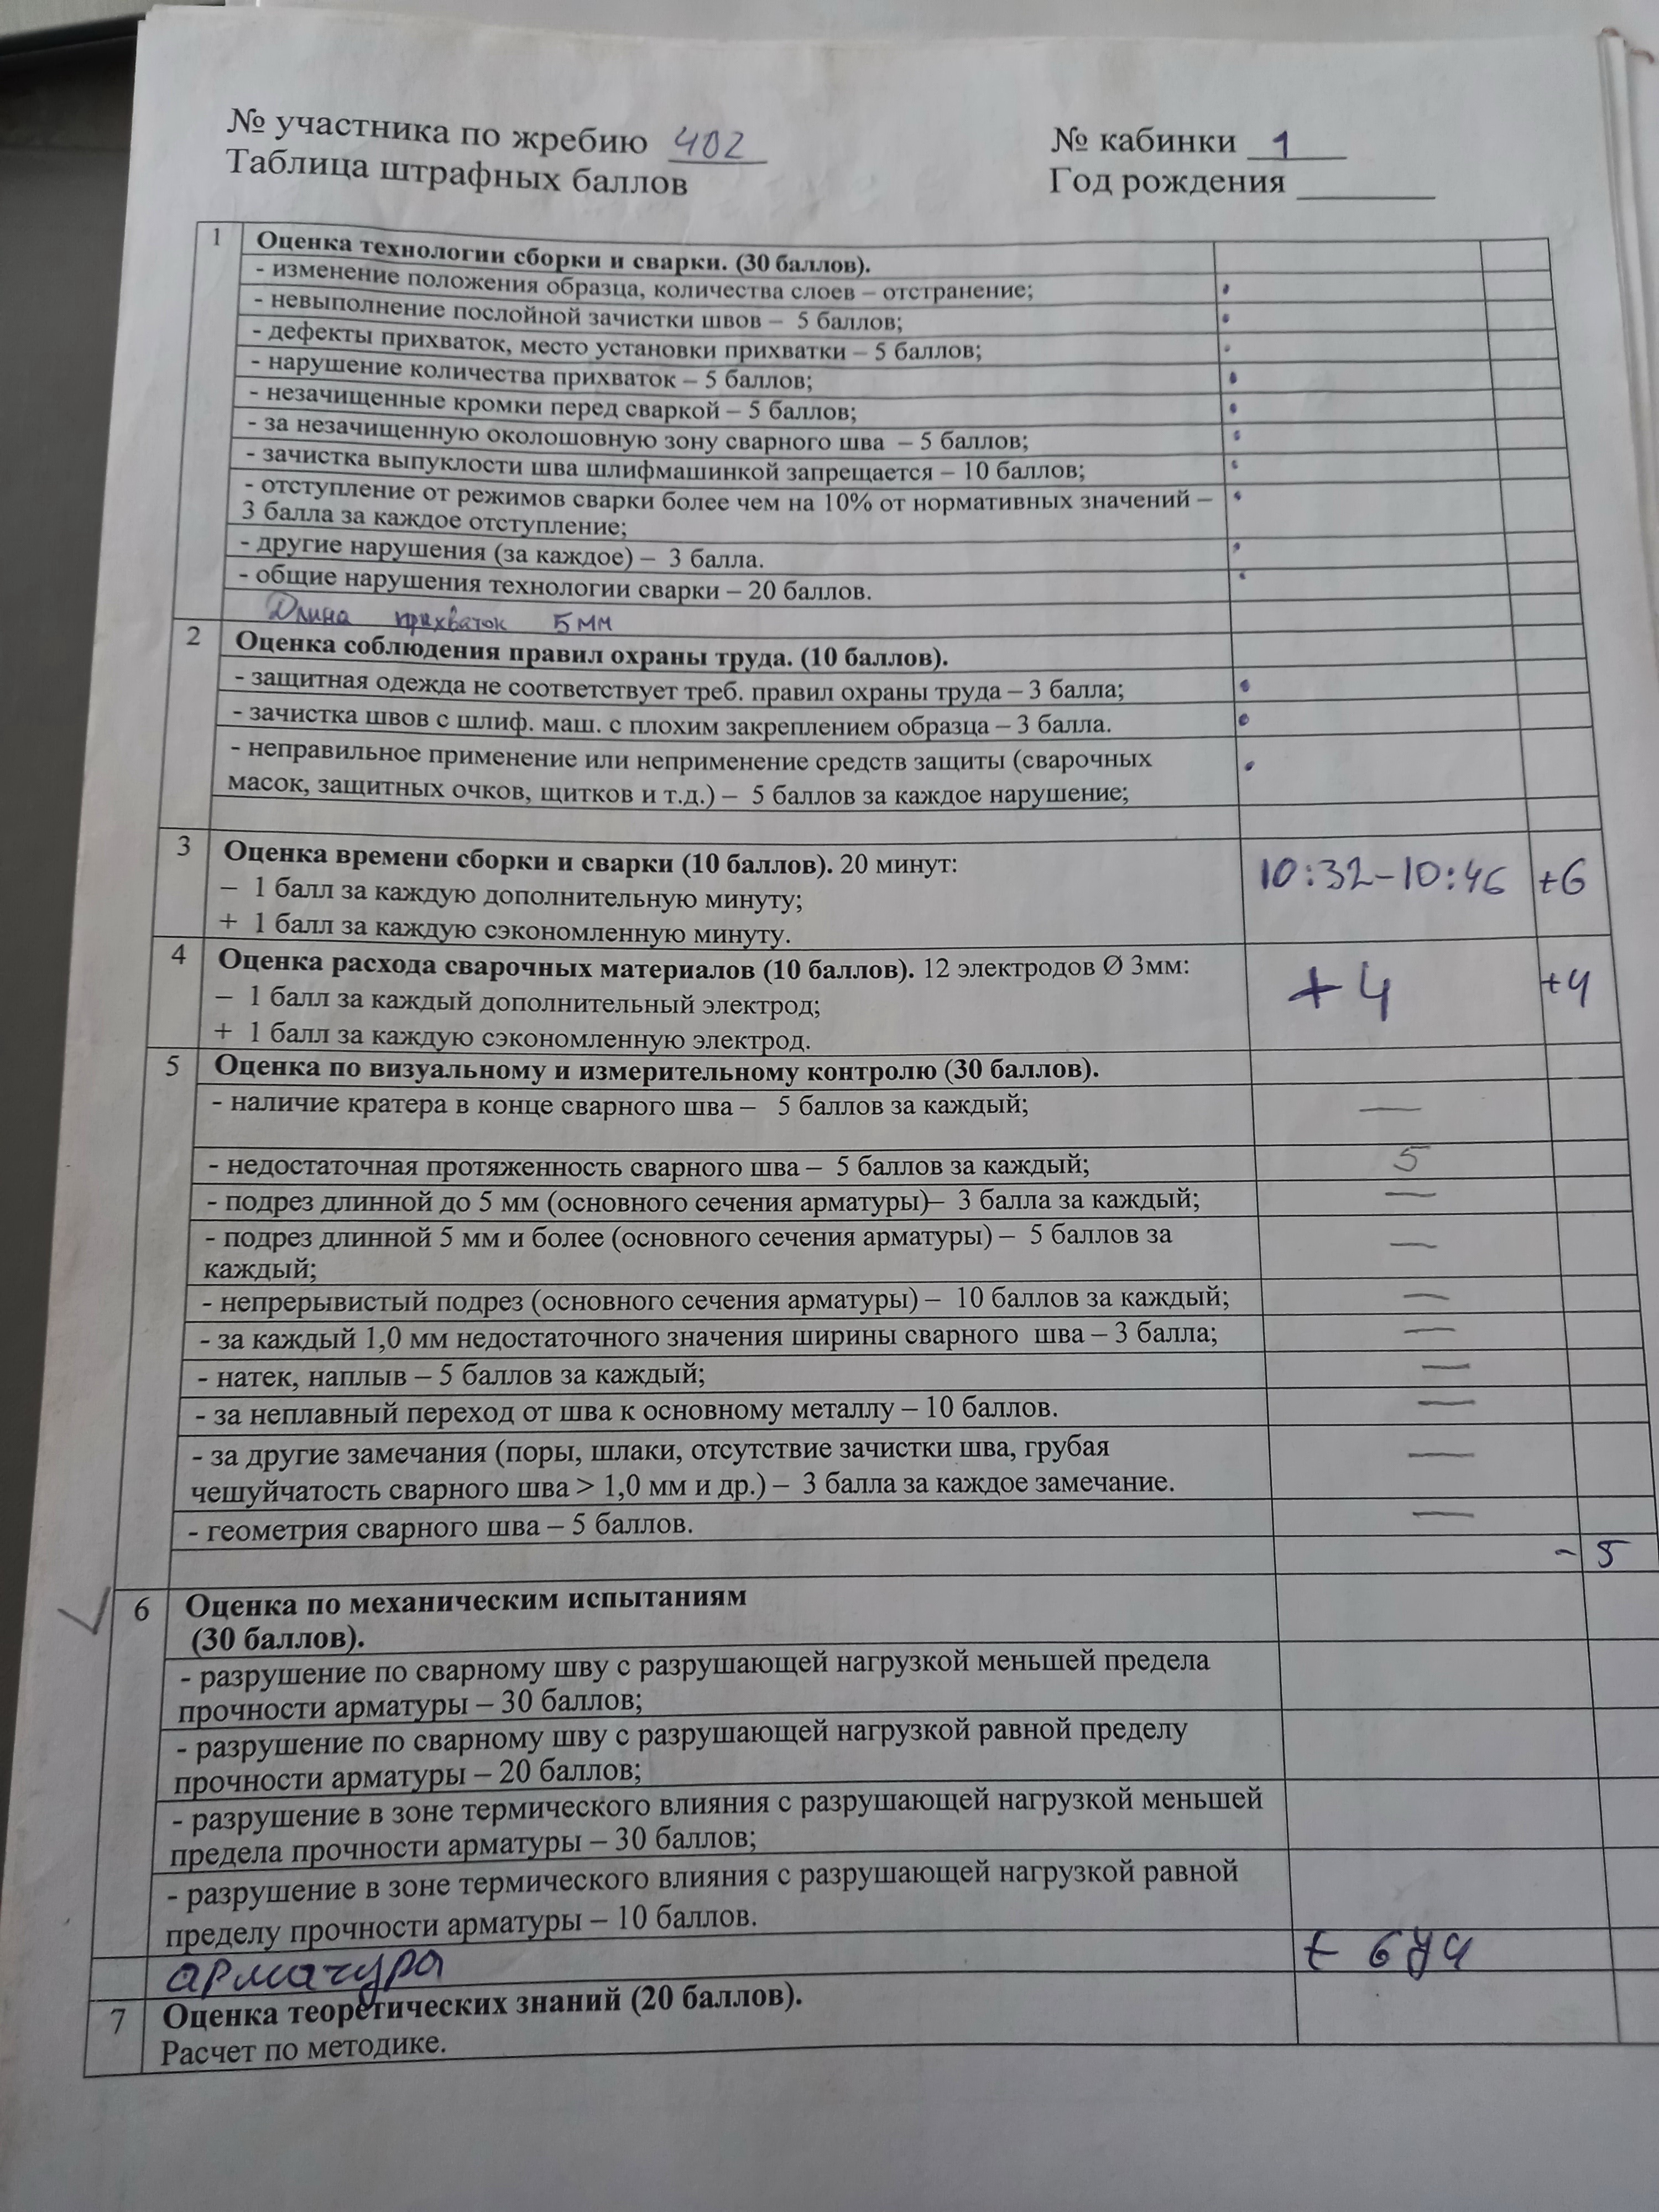 № участника по жребию 402
№ кабинки 1
Таблица штрафных баллов
Год рождения
1
Оценка технологии сборки и сварки. (30 баллов).
- изменение положения образца, количества слоев – отстранение;
- невыполнение послойной зачистки швов – 5 баллов;
- дефекты прихваток, место установки прихватки – 5 баллов;
- нарушение количества прихваток – 5 баллов;
- незачищенные кромки перед сваркой – 5 баллов;
- за незачищенную околошовную зону сварного шва – 5 баллов;
- зачистка выпуклости шва шлифмашинкой запрещается – 10 баллов;
- отступление от режимов сварки более чем на 10% от нормативных значений –
3 балла за каждое отступление;
- другие нарушения (за каждое) – 3 балла.
- общие нарушения технологии сварки – 20 баллов.
Длина прихваток 5мм
2
Оценка соблюдения правил охраны труда. (10 баллов).
- защитная одежда не соответствует треб. правил охраны труда – 3 балла;
- зачистка швов с шлиф. маш. с плохим закреплением образца – 3 балла.
- неправильное применение или неприменение средств защиты (сварочных
масок, защитных очков, щитков и т.д.) – 5 баллов за каждое нарушение;
3
Оценка времени сборки и сварки (10 баллов). 20 минут:
10:32-10:46 +6
– 1 балл за каждую дополнительную минуту;
+ 1 балл за каждую сэкономленную минуту.
4
Оценка расхода сварочных материалов (10 баллов). 12 электродов Ø 3мм:
+4 +4
– 1 балл за каждый дополнительный электрод;
+ 1 балл за каждую сэкономленную электрод.
5
Оценка по визуальному и измерительному контролю (30 баллов).
- наличие кратера в конце сварного шва – 5 баллов за каждый; —
- недостаточная протяженность сварного шва – 5 баллов за каждый; 5
- подрез длинной до 5 мм (основного сечения арматуры)– 3 балла за каждый; —
- подрез длинной 5 мм и более (основного сечения арматуры) – 5 баллов за
каждый; —
- непрерывистый подрез (основного сечения арматуры) – 10 баллов за каждый; —
- за каждый 1,0 мм недостаточного значения ширины сварного шва – 3 балла; —
- натек, наплыв – 5 баллов за каждый; —
- за неплавный переход от шва к основному металлу – 10 баллов. —
- за другие замечания (поры, шлаки, отсутствие зачистки шва, грубая
чешуйчатость сварного шва > 1,0 мм и др.) – 3 балла за каждое замечание. —
- геометрия сварного шва – 5 баллов. —
- 5
6
Оценка по механическим испытаниям
(30 баллов).
- разрушение по сварному шву с разрушающей нагрузкой меньшей предела
прочности арматуры – 30 баллов;
- разрушение по сварному шву с разрушающей нагрузкой равной пределу
прочности арматуры – 20 баллов;
- разрушение в зоне термического влияния с разрушающей нагрузкой меньшей
предела прочности арматуры – 30 баллов;
- разрушение в зоне термического влияния с разрушающей нагрузкой равной
пределу прочности арматуры – 10 баллов.
арматура
7
Оценка теоретических знаний (20 баллов).
Расчет по методике.